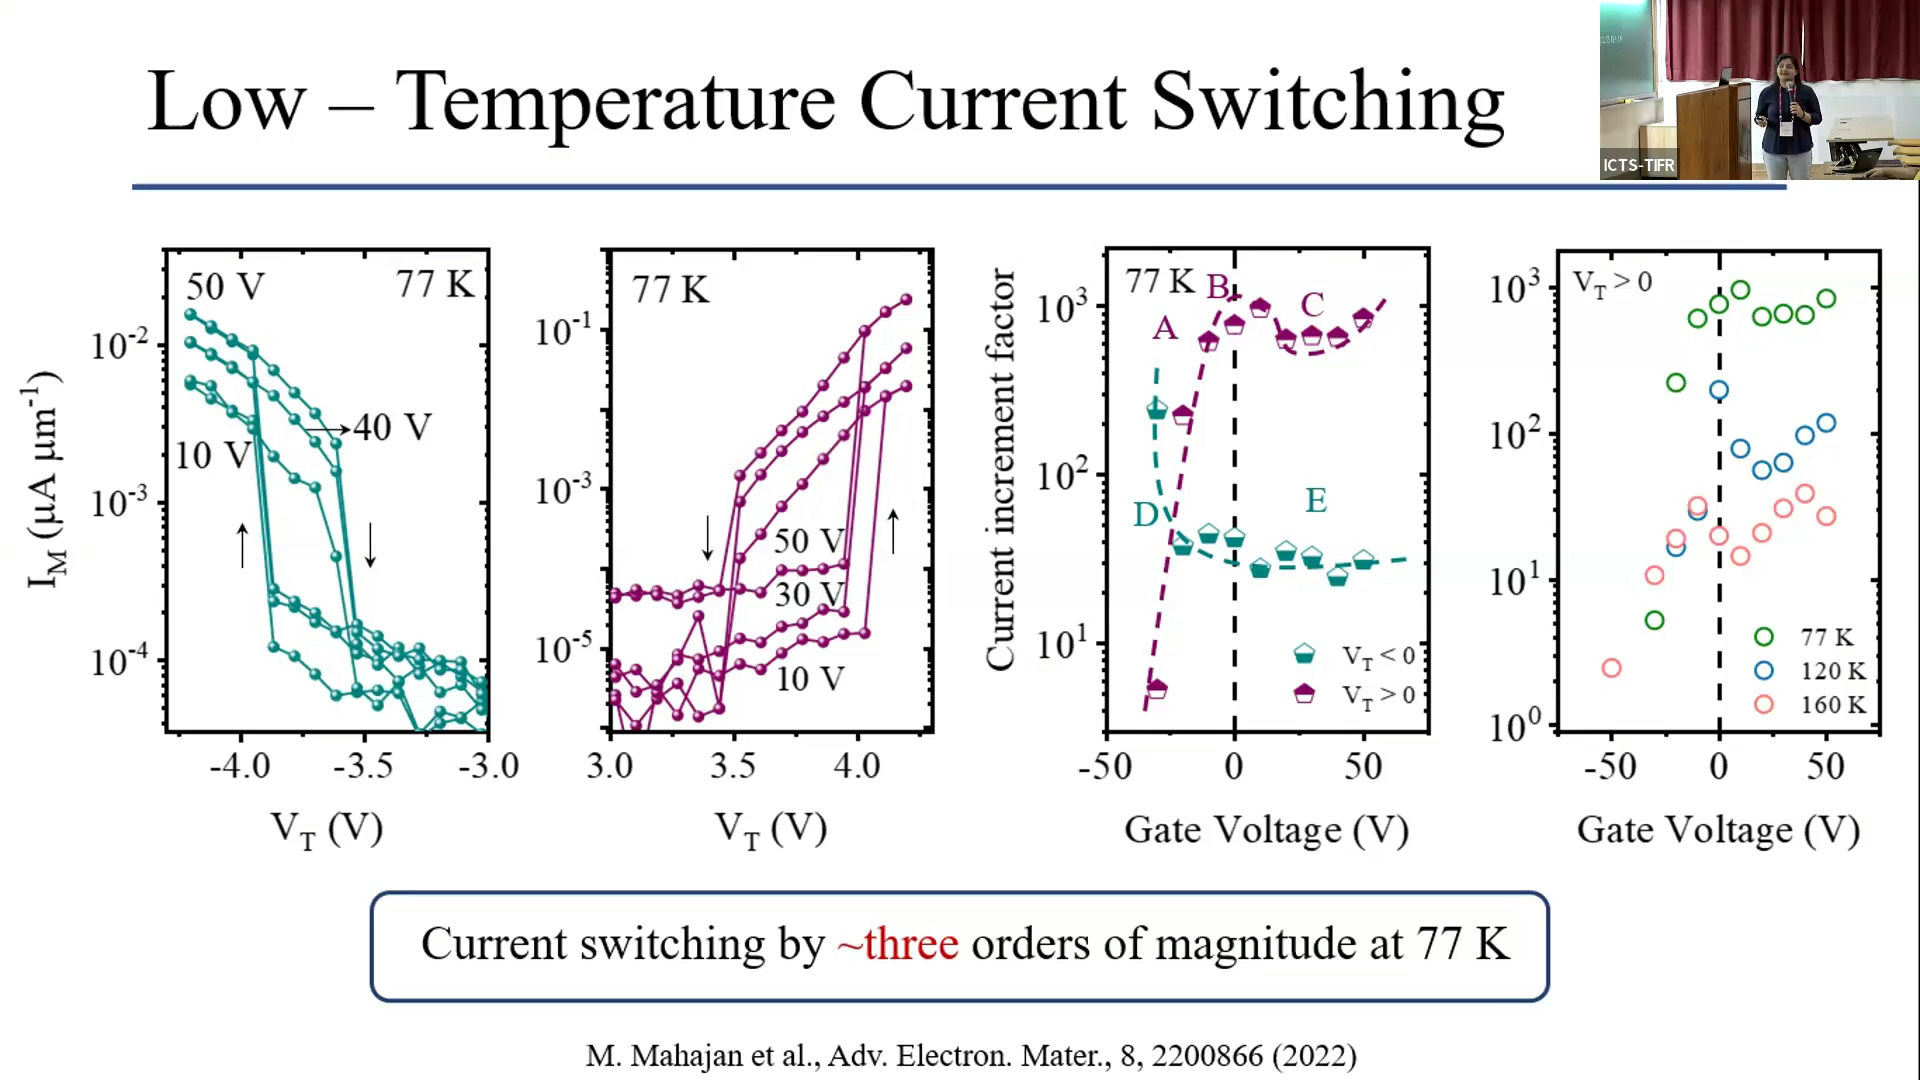 Low – Temperature Current Switching
ICTS-TIFR
I_M (μA μm⁻¹)
10⁻²
10⁻³
10⁻⁴
50 V
77 K
40 V
10 V
-4.0 -3.5 -3.0
V_T (V)
77 K
10⁻¹
10⁻³
10⁻⁵
50 V
30 V
10 V
3.0 3.5 4.0
V_T (V)
Current increment factor
10³
10²
10¹
77 K
A
B
C
D
E
V_T < 0
V_T > 0
-50 0 50
Gate Voltage (V)
10³
10²
10¹
10⁰
V_T > 0
77 K
120 K
160 K
-50 0 50
Gate Voltage (V)
Current switching by ~three orders of magnitude at 77 K
M. Mahajan et al., Adv. Electron. Mater., 8, 2200866 (2022)